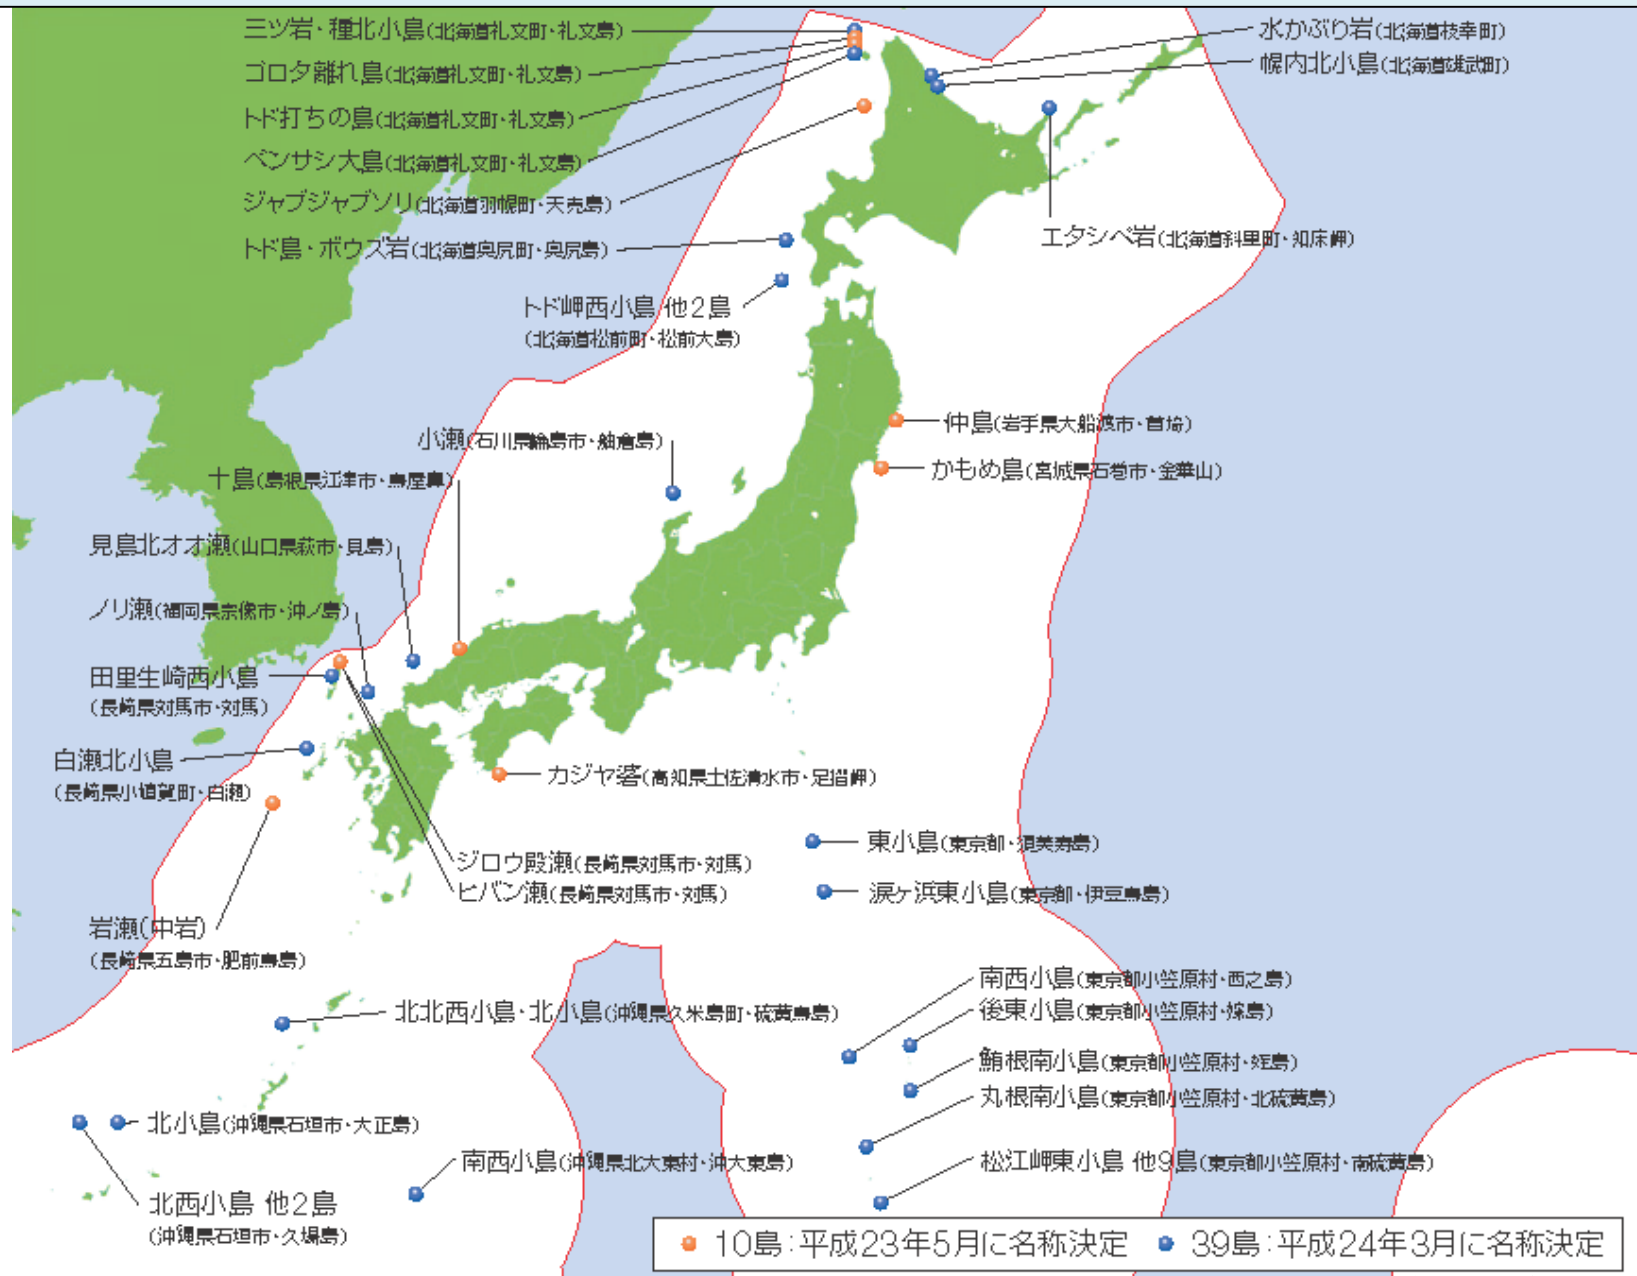 三ツ岩・種北小島(北海道礼文町・礼文島)
ゴロタ離れ島(北海道礼文町・礼文島)
トド打ちの島(北海道礼文町・礼文島)
ベンサシ大島(北海道礼文町・礼文島)
ジャブジャブソリ(北海道羽幌町・天売島)
トド島・ボウズ岩(北海道奥尻町・奥尻島)
トド岬西小島 他2島
(北海道松前町・松前大島)
水かぶり岩(北海道枝幸町)
幌内北小島(北海道雄武町)
エタシペ岩(北海道斜里町・知床岬)
仲島(岩手県大船渡市・首埼)
かもめ島(宮城県石巻市・金華山)
小瀬(石川県輪島市・舳倉島)
十島(島根県江津市・鳥屋鼻)
見島北オオ瀬(山口県萩市・見島)
ノリ瀬(福岡県宗像市・沖ノ島)
田里生崎西小島
(長崎県対馬市・対馬)
白瀬北小島
(長崎県小値賀町・白瀬)
カジヤ碆(高知県土佐清水市・足摺岬)
ジロウ殿瀬(長崎県対馬市・対馬)
ヒバン瀬(長崎県対馬市・対馬)
岩瀬(中岩)
(長崎県五島市・肥前鳥島)
東小島(東京都・須美寿島)
涙ヶ浜東小島(東京都・伊豆鳥島)
南西小島(東京都小笠原村・西之島)
後東小島(東京都小笠原村・嫁島)
鮪根南小島(東京都小笠原村・姪島)
丸根南小島(東京都小笠原村・北硫黄島)
松江岬東小島 他9島(東京都小笠原村・南硫黄島)
北北西小島・北小島(沖縄県久米島町・硫黄鳥島)
北小島(沖縄県石垣市・大正島)
南西小島(沖縄県北大東村・沖大東島)
北西小島 他2島
(沖縄県石垣市・久場島)
10島:平成23年5月に名称決定 39島:平成24年3月に名称決定